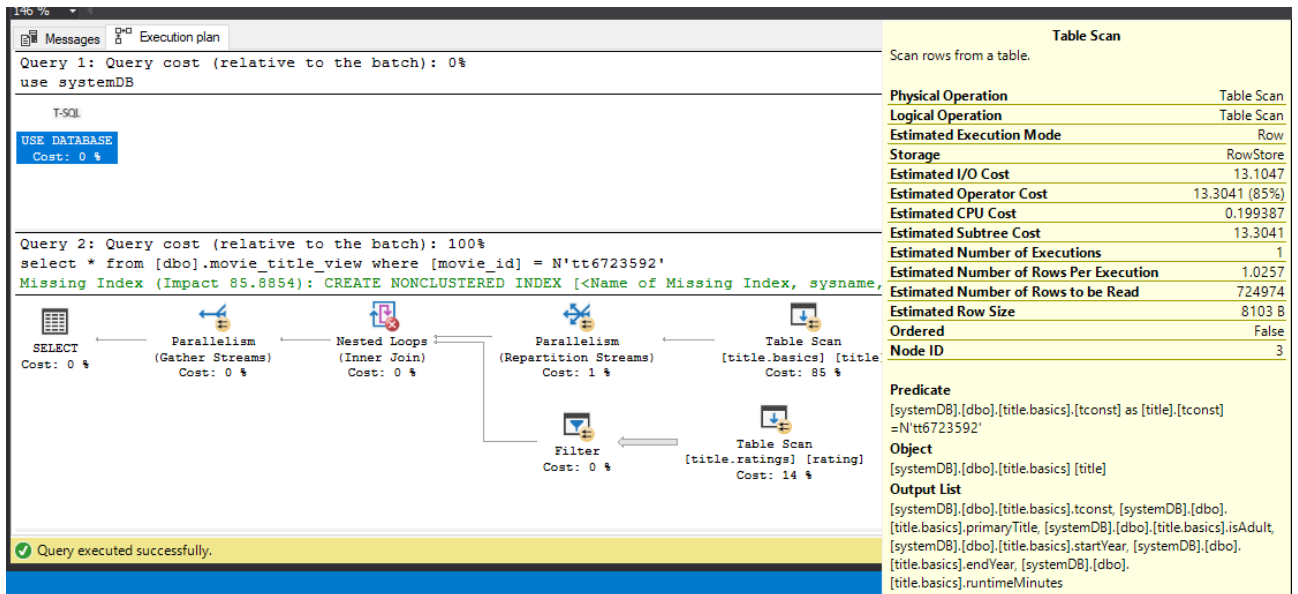 146 %
Messages Execution plan
Query 1: Query cost (relative to the batch): 0%
use systemDB
T-SQL
USE DATABASE
Cost: 0 %
Query 2: Query cost (relative to the batch): 100%
select * from [dbo].movie_title_view where [movie_id] = N'tt6723592'
Missing Index (Impact 85.8854): CREATE NONCLUSTERED INDEX [<Name of Missing Index, sysname,
SELECT
Cost: 0 %
Parallelism
(Gather Streams)
Cost: 0 %
Nested Loops
(Inner Join)
Cost: 0 %
Parallelism
(Repartition Streams)
Cost: 1 %
Table Scan
[title.basics] [title]
Cost: 85 %
Filter
Cost: 0 %
Table Scan
[title.ratings] [rating]
Cost: 14 %
Query executed successfully.
Table Scan
Scan rows from a table.
Physical Operation Table Scan
Logical Operation Table Scan
Estimated Execution Mode Row
Storage RowStore
Estimated I/O Cost 13.1047
Estimated Operator Cost 13.3041 (85%)
Estimated CPU Cost 0.199387
Estimated Subtree Cost 13.3041
Estimated Number of Executions 1
Estimated Number of Rows Per Execution 1.0257
Estimated Number of Rows to be Read 724974
Estimated Row Size 8103 B
Ordered False
Node ID 3
Predicate
[systemDB].[dbo].[title.basics].[tconst] as [title].[tconst]
=N'tt6723592'
Object
[systemDB].[dbo].[title.basics] [title]
Output List
[systemDB].[dbo].[title.basics].tconst, [systemDB].[dbo].
[title.basics].primaryTitle, [systemDB].[dbo].[title.basics].isAdult,
[systemDB].[dbo].[title.basics].startYear, [systemDB].[dbo].
[title.basics].endYear, [systemDB].[dbo].
[title.basics].runtimeMinutes